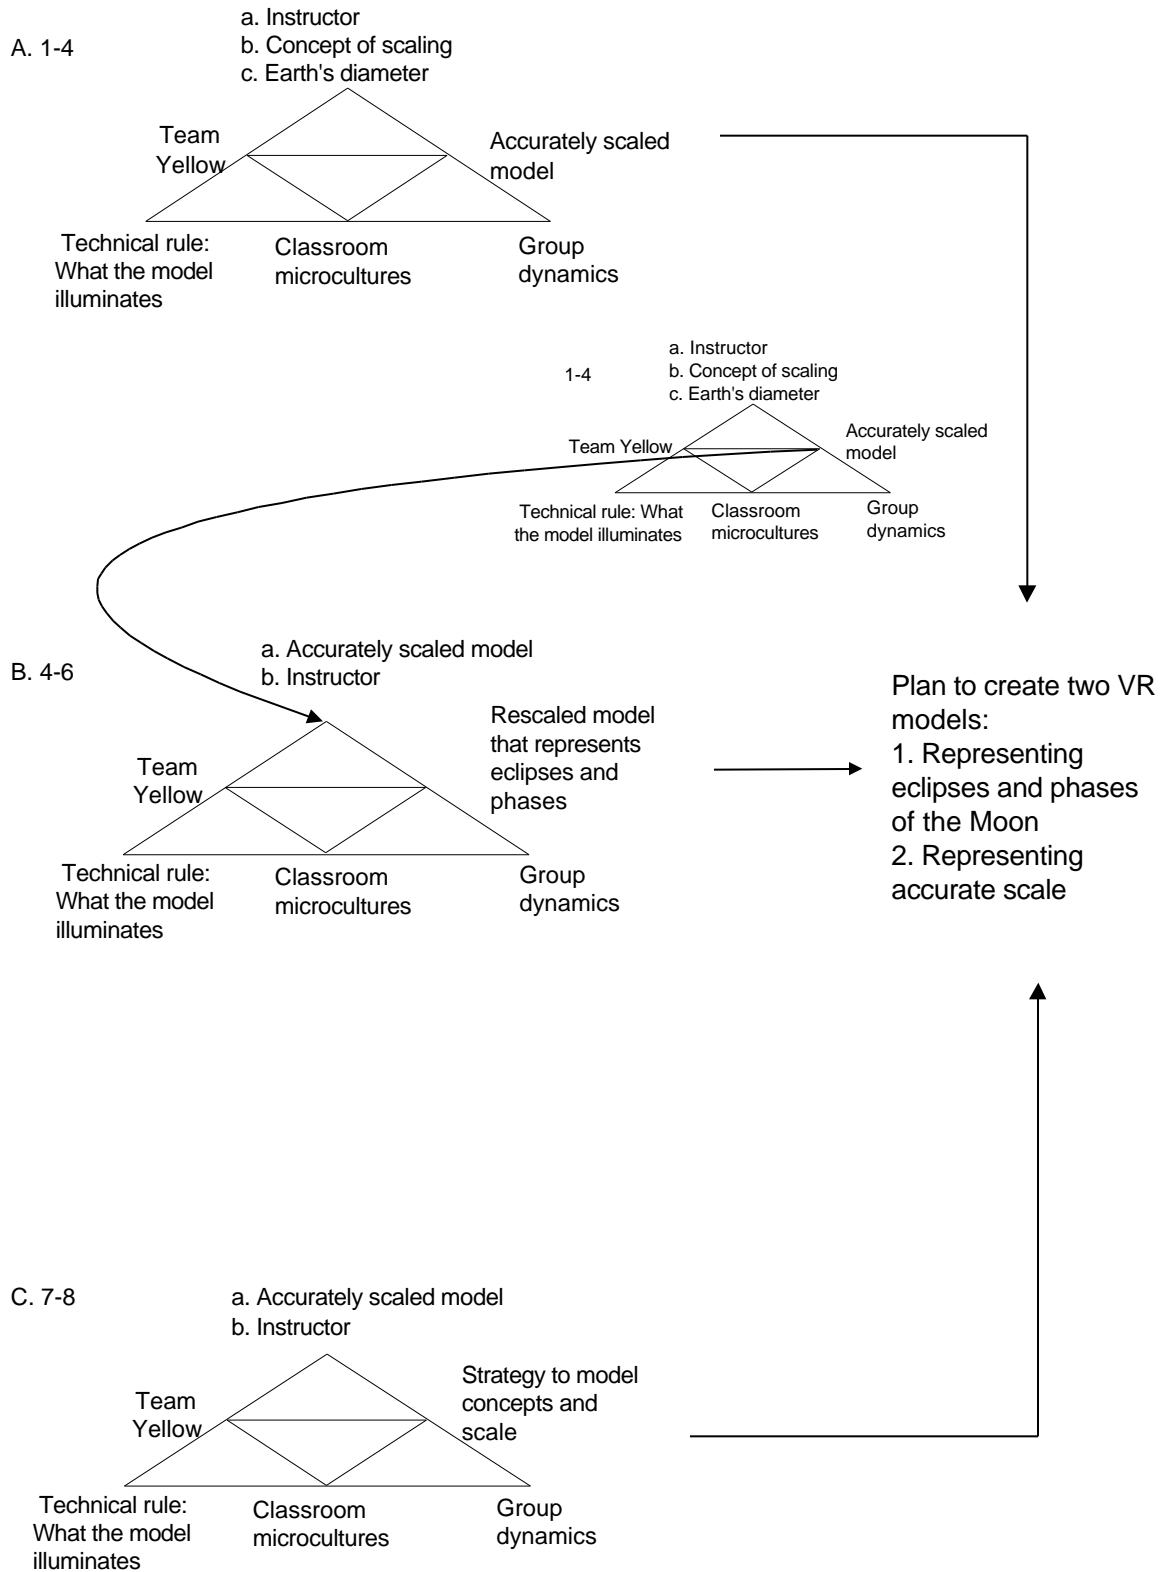 A. 1-4
a. Instructor
b. Concept of scaling
c. Earth's diameter
Team
Yellow
Accurately scaled
model
Technical rule:
What the model
illuminates
Classroom
microcultures
Group
dynamics
1-4
a. Instructor
b. Concept of scaling
c. Earth's diameter
Team Yellow
Accurately scaled
model
Technical rule: What
the model illuminates
Classroom
microcultures
Group
dynamics
B. 4-6
a. Accurately scaled model
b. Instructor
Team
Yellow
Rescaled model
that represents
eclipses and
phases
Technical rule:
What the model
illuminates
Classroom
microcultures
Group
dynamics
Plan to create two VR
models:
1. Representing
eclipses and phases
of the Moon
2. Representing
accurate scale
C. 7-8
a. Accurately scaled model
b. Instructor
Team
Yellow
Strategy to model
concepts and
scale
Technical rule:
What the model
illuminates
Classroom
microcultures
Group
dynamics